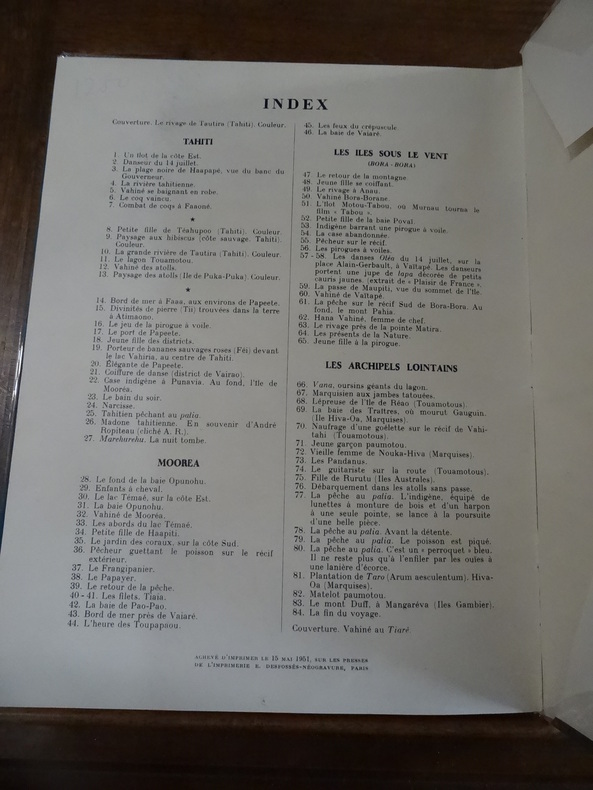 INDEX
Couverture. Le rivage de Tautira (Tahiti). Couleur.
TAHITI
1. Un îlot de la côte Est.
2. Danseur du 14 juillet.
3. La plage noire de Haapapé, vue du banc du
Gouverneur.
4. La rivière tahitienne.
5. Vahiné se baignant en robe.
6. Le coq vaincu.
7. Combat de coqs à Faaoné.
8. Petite fille de Téahupoo (Tahiti). Couleur.
9. Paysage aux hibiscus (côte sauvage. Tahiti).
Couleur.
10. La grande rivière de Tautira (Tahiti). Couleur.
11. Le lagon Touamotou.
12. Vahiné des atolls.
13. Paysage des atolls (Ile de Puka-Puka). Couleur.
14. Bord de mer à Faaa, aux environs de Papeete.
15. Divinités de pierre (Tii) trouvées dans la terre
à Atimaono.
16. Le jeu de la pirogue à voile.
17. Le port de Papeete.
18. Jeune fille des districts.
19. Porteur de bananes sauvages roses (Féi) devant
le lac Vahiria, au centre de Tahiti.
20. Élégante de Papeete.
21. Coiffure de danse (district de Vairao).
22. Case indigène à Punavia. Au fond, l'Ile de
Mooréa.
23. Le bain du soir.
24. Narcisse.
25. Tahitien pêchant au patia.
26. Madone tahitienne. En souvenir d'André
Ropiteau (cliché A. R.).
27. Mareharehu. La nuit tombe.
MOOREA
28. Le fond de la baie Opunohu.
29. Enfants à cheval.
30. Le lac Témaé, sur la côte Est.
31. La baie Opunohu.
32. Vahiné de Mooréa.
33. Les abords du lac Témaé.
34. Petite fille de Haapiti.
35. Le jardin des coraux, sur la côte Sud.
36. Pêcheur guettant le poisson sur le récif
extérieur.
37. Le Frangipanier.
38. Le Papayer.
39. Le retour de la pêche.
40 - 41. Les filets. Tiaia.
42. La baie de Pao-Pao.
43. Bord de mer près de Vaiaré.
44. L'heure des Toupapaou.
45. Les feux du crépuscule.
46. La baie de Vaiaré.
LES ILES SOUS LE VENT
(BORA-BORA)
47. Le retour de la montagne
48. Jeune fille se coiffant.
49. Le rivage à Anau.
50. Vahiné Bora-Borane.
51. L'îlot Motou-Tabou, où Murnau tourna le
film « Tabou ».
52. Petite fille de la baie Povaï.
53. Indigène barrant une pirogue à voile.
54. La case abandonnée.
55. Pêcheur sur le récif.
56. Les pirogues à voiles.
57 - 58. Les danses Otéa du 14 juillet, sur la
place Alain-Gerbault, à Vaïtapé. Les danseurs
portent une jupe de tapa décorée de petits
cauris jaunes. (extrait de « Plaisir de France ».
59. La passe de Maupiti, vue du sommet de l'île.
60. Vahiné de Vaïtapé.
61. La pêche sur le récif Sud de Bora-Bora. Au
fond, le mont Pahia.
62. Hana Vahiné, femme de chef.
63. Le rivage près de la pointe Matira.
64. Les présents de la Nature.
65. Jeune fille à la pirogue.
LES ARCHIPELS LOINTAINS
66. Vana, oursins géants du lagon.
67. Marquisien aux jambes tatouées.
68. Lépreuse de l'Ile de Réao (Touamotous).
69. La baie des Traîtres, où mourut Gauguin.
(Ile Hiva-Oa, Marquises).
70. Naufrage d'une goélette sur le récif de Vahi-
tahi (Touamotous).
71. Jeune garçon paumotou.
72. Vieille femme de Nouka-Hiva (Marquises).
73. Les Pandanus.
74. Le guitariste sur la route (Touamotous).
75. Fille de Rurutu (Iles Australes).
76. Débarquement dans les atolls sans passe.
77. La pêche au patia. L'indigène, équipé de
lunettes à monture de bois et d'un harpon
à une seule pointe, se lance à la poursuite
d'une belle pièce.
78. La pêche au patia. Avant la détente.
79. La pêche au patia. Le poisson est piqué.
80. La pêche au patia. C'est un « perroquet » bleu.
Il ne reste plus qu'à l'enfiler par les ouïes à
une lanière d'écorce.
81. Plantation de Taro (Arum aesculentum). Hiva-
Oa (Marquises).
82. Matelot paumotou.
83. Le mont Duff, à Mangaréva (Iles Gambier).
84. La fin du voyage.
Couverture. Vahiné au Tiaré
ACHEVÉ D'IMPRIMER LE 15 MAI 1951, SUR LES PRESSES
DE L'IMPRIMERIE E. DESFOSSÉS-NÉOGRAVURE, PARIS